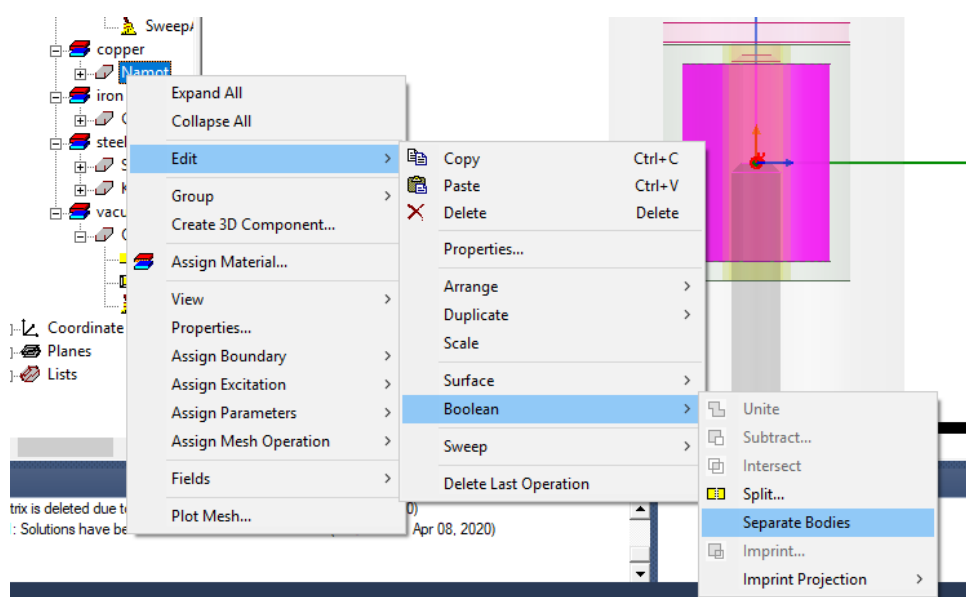 SweepA
copper
Namot
iron
steel
vacu
Coordinate
Planes
Lists
Expand All
Collapse All
Edit
Group
Create 3D Component...
Assign Material...
View
Properties...
Assign Boundary
Assign Excitation
Assign Parameters
Assign Mesh Operation
Fields
Plot Mesh...
Copy Ctrl+C
Paste Ctrl+V
Delete Delete
Properties...
Arrange
Duplicate
Scale
Surface
Boolean
Sweep
Delete Last Operation
Unite
Subtract...
Intersect
Split...
Separate Bodies
Imprint...
Imprint Projection
trix is deleted due t 0)
: Solutions have be Apr 08, 2020)